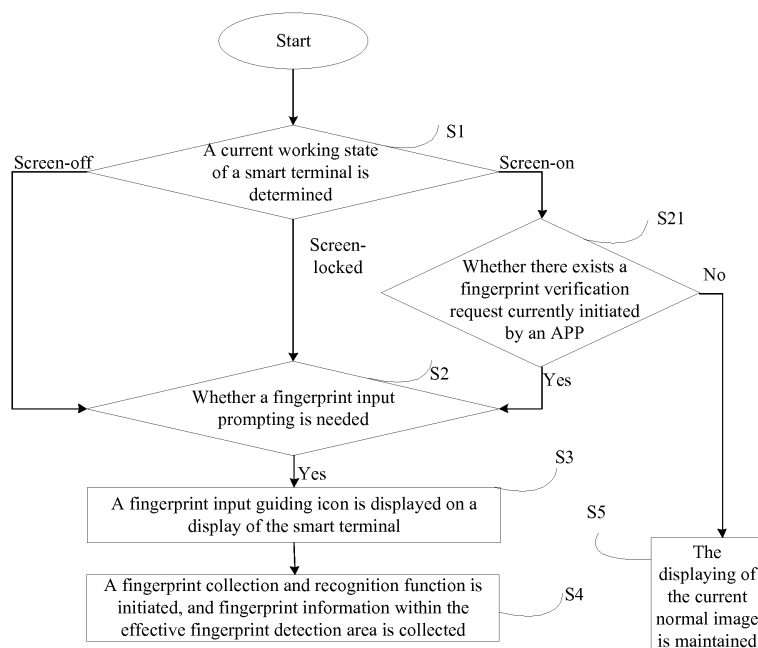 Start
S1
A current working state
of a smart terminal is
determined
Screen-off
Screen-on
S21
Screen-
locked
Whether there exists a
fingerprint verification
request currently initiated
by an APP
No
Yes
S2
Whether a fingerprint input
prompting is needed
Yes
S3
A fingerprint input guiding icon is displayed on a
display of the smart terminal
S5
A fingerprint collection and recognition function is
initiated, and fingerprint information within the
effective fingerprint detection area is collected
S4
The
displaying of
the current
normal image
is maintained